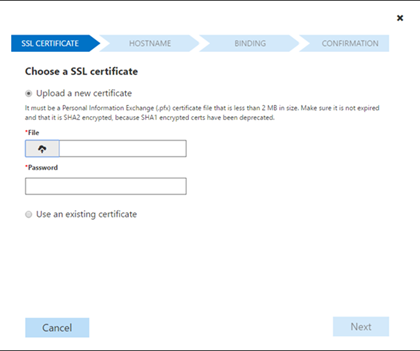 SSL CERTIFICATE
HOSTNAME
BINDING
CONFIRMATION
Choose a SSL certificate
Upload a new certificate
It must be a Personal Information Exchange (.pfx) certificate file that is less than 2 MB in size. Make sure it is not expired
and that it is SHA2 encrypted, because SHA1 encrypted certs have been deprecated.
*File
*Password
Use an existing certificate
Cancel
Next